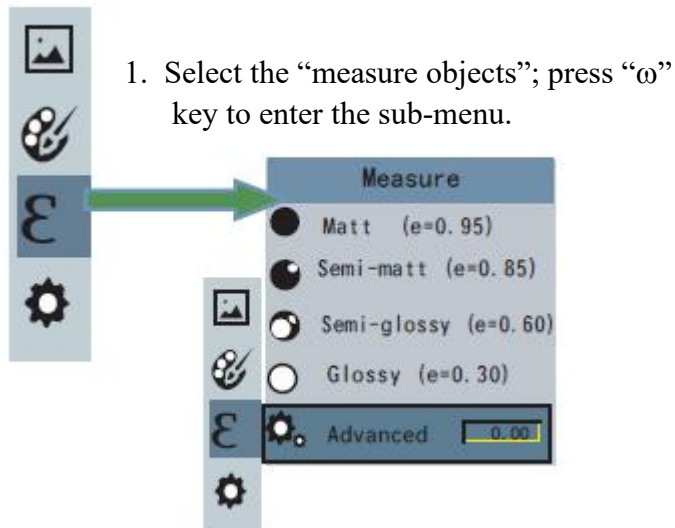 1. Select the “measure objects”; press “ω”
key to enter the sub-menu.
Measure
Matt (e=0.95)
Semi-matt (e=0.85)
Semi-glossy (e=0.60)
Glossy (e=0.30)
Advanced 0.00
ε
ε